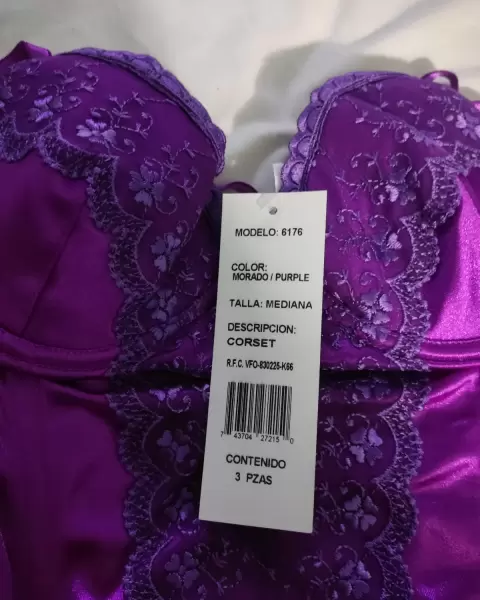 MODELO: 6176
COLOR:
MORADO / PURPLE
TALLA: MEDIANA
DESCRIPCION:
CORSET
R.F.C. VFO-830225-K66
7 43704 27215 0
CONTENIDO
3 PZAS